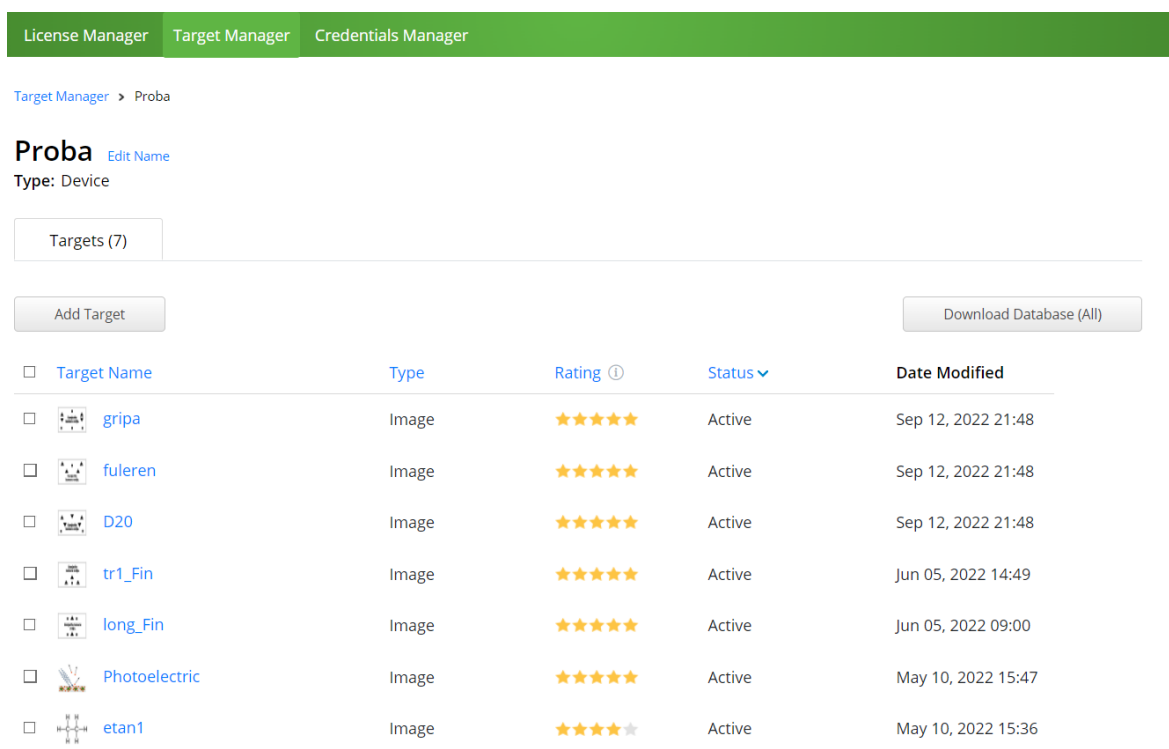 License Manager Target Manager Credentials Manager
Target Manager > Proba
Proba Edit Name
Type: Device
Targets (7)
Add Target Download Database (All)
Target Name Type Rating Status Date Modified
gripa Image Active Sep 12, 2022 21:48
fuleren Image Active Sep 12, 2022 21:48
D20 Image Active Sep 12, 2022 21:48
tr1_Fin Image Active Jun 05, 2022 14:49
long_Fin Image Active Jun 05, 2022 09:00
Photoelectric Image Active May 10, 2022 15:47
etan1 Image Active May 10, 2022 15:36